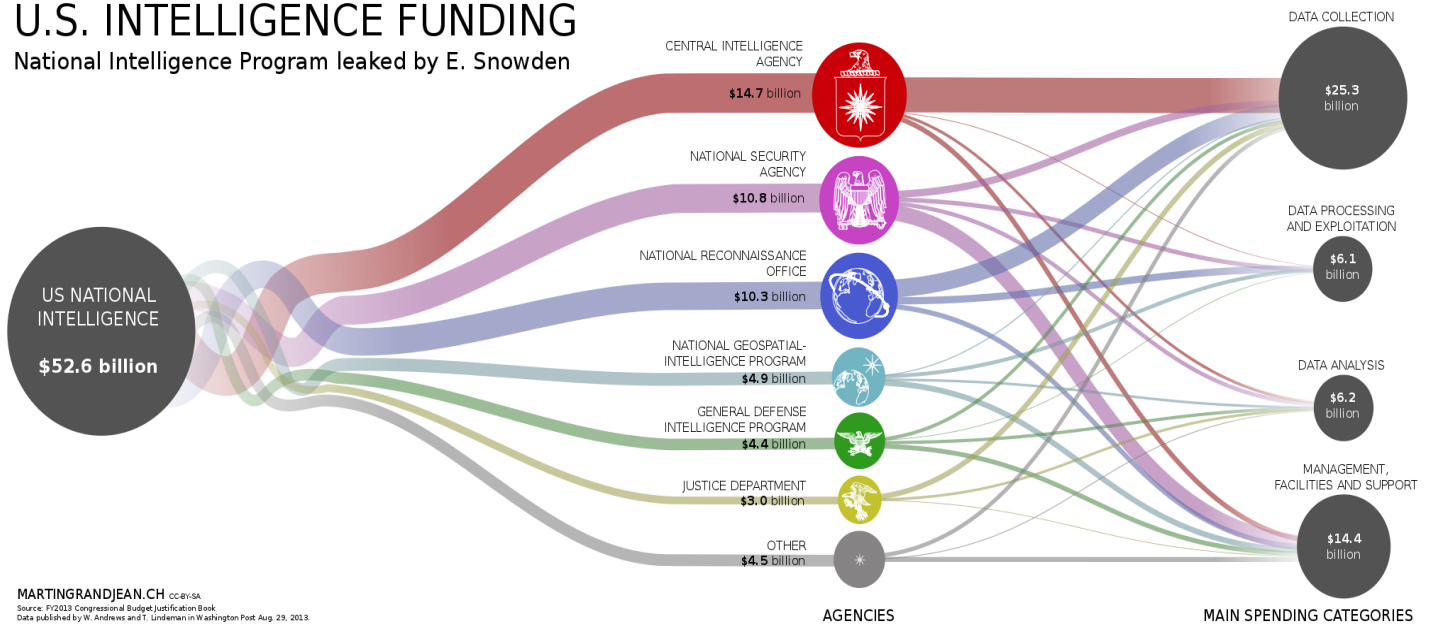 U.S. INTELLIGENCE FUNDING
National Intelligence Program leaked by E. Snowden
US NATIONAL
INTELLIGENCE
$52.6 billion
CENTRAL INTELLIGENCE
AGENCY
$14.7 billion
NATIONAL SECURITY
AGENCY
$10.8 billion
NATIONAL RECONNAISSANCE
OFFICE
$10.3 billion
NATIONAL GEOSPATIAL-
INTELLIGENCE PROGRAM
$4.9 billion
GENERAL DEFENSE
INTELLIGENCE PROGRAM
$4.4 billion
JUSTICE DEPARTMENT
$3.0 billion
OTHER
$4.5 billion
AGENCIES
DATA COLLECTION
$25.3
billion
DATA PROCESSING
AND EXPLOITATION
$6.1
billion
DATA ANALYSIS
$6.2
billion
MANAGEMENT,
FACILITIES AND SUPPORT
$14.4
billion
MAIN SPENDING CATEGORIES
MARTINGRANDJEAN.CH CC-BY-SA
Source: FY2013 Congressional Budget Justification Book
Data published by W. Andrews and T. Lindeman in Washington Post Aug. 29, 2013.